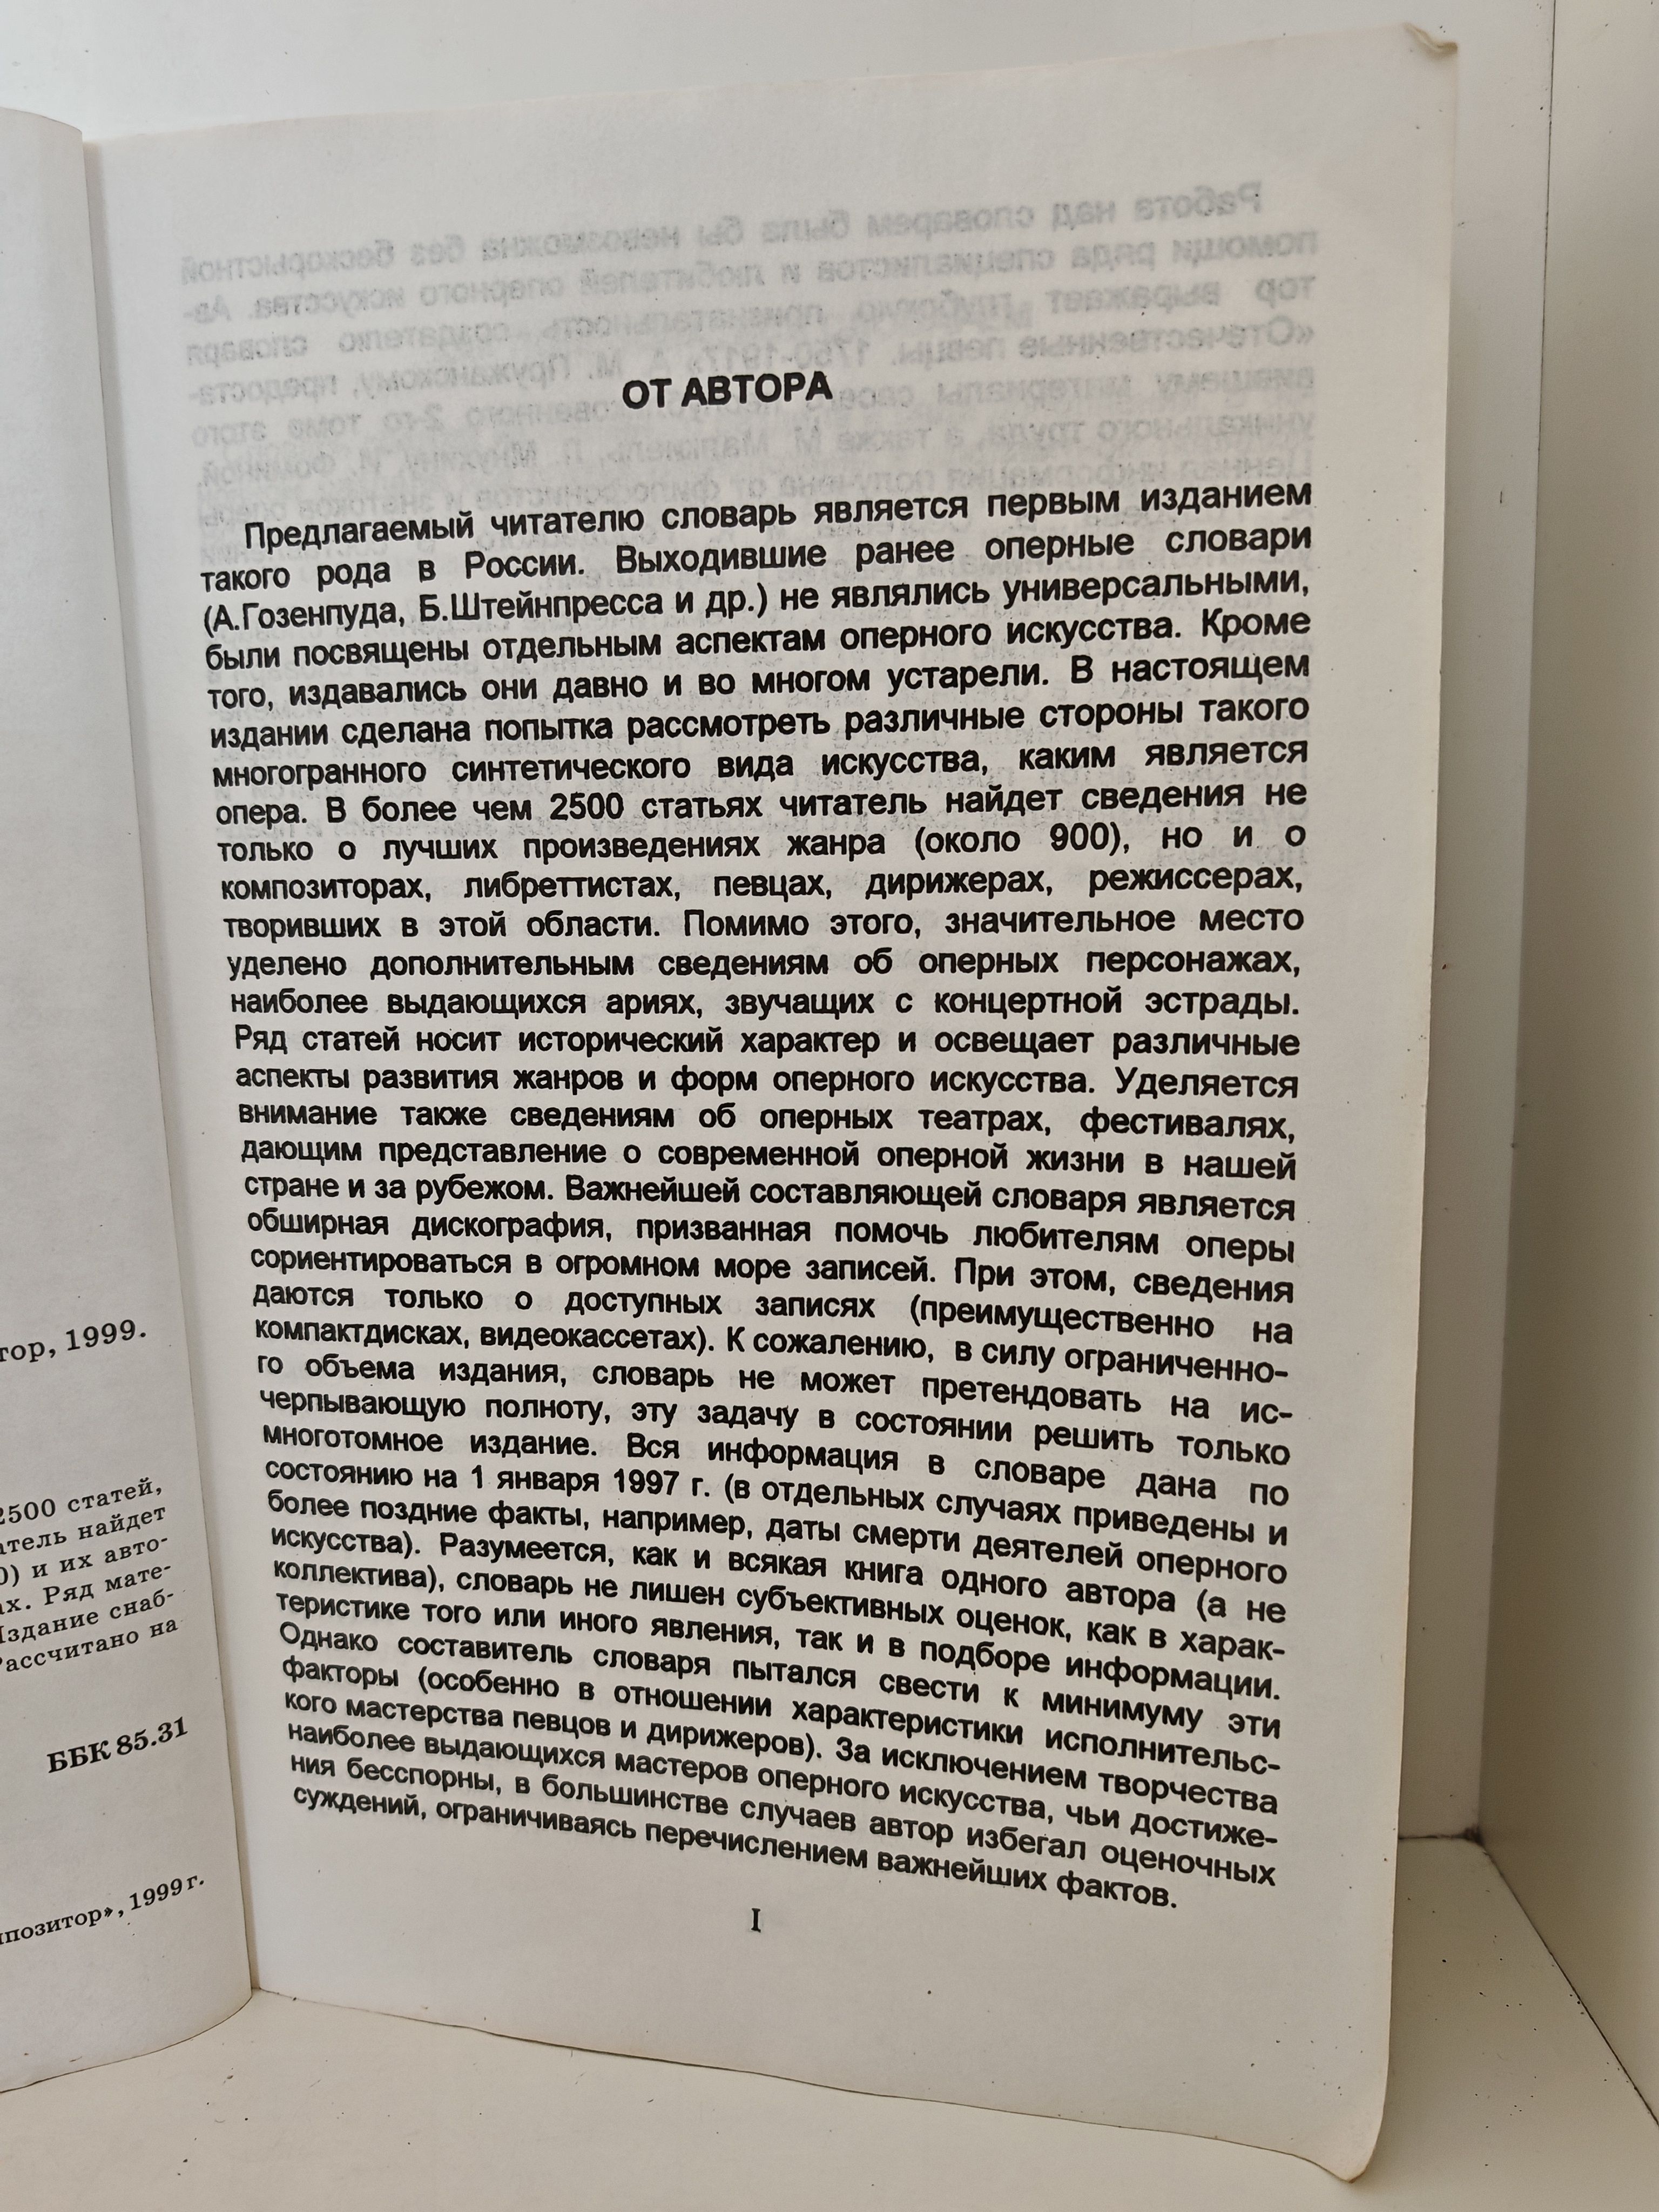 тор, 1999.
2500 статей,
найдет
и их авто-
Ряд мате-
Издание снаб-
Рассчитано на
ББК 85.31
1999 г.
ОТ АВТОРА
Предлагаемый читателю словарь является первым изданием
такого рода в России. Выходившие ранее оперные словари
(А.Гозенпуда, Б.Штейнпресса и др.) не являлись универсальными,
были посвящены отдельным аспектам оперного искусства. Кроме
того, издавались они давно и во многом устарели. В настоящем
издании сделана попытка рассмотреть различные стороны такого
многогранного синтетического вида искусства, каким является
опера. В более чем 2500 статьях читатель найдет сведения не
только о лучших произведениях жанра (около 900), но и о
композиторах, либреттистах, певцах, дирижерах, режиссерах,
творивших в этой области. Помимо этого, значительное место
уделено дополнительным сведениям об оперных персонажах,
наиболее выдающихся ариях, звучащих с концертной эстрады.
Ряд статей носит исторический характер и освещает различные
аспекты развития жанров и форм оперного искусства. Уделяется
внимание также сведениям об оперных театрах, фестивалях,
дающим представление о современной оперной жизни в нашей
стране и за рубежом. Важнейшей составляющей словаря является
обширная дискография, призванная помочь любителям оперы
сориентироваться в огромном море записей. При этом, сведения
даются только о доступных записях (преимущественно на
компактдисках, видеокассетах). К сожалению, в силу ограниченно-
го объема издания, словарь не может претендовать на ис-
черпывающую полноту, эту задачу в состоянии решить только
многотомное издание. Вся информация в словаре дана по
состоянию на 1 января 1997 г. (в отдельных случаях приведены и
более поздние факты, например, даты смерти деятелей оперного
искусства). Разумеется, как и всякая книга одного автора (а не
коллектива), словарь не лишен субъективных оценок, как в харак-
теристике того или иного явления, так и в подборе информации.
Однако составитель словаря пытался свести к минимуму эти
факторы (особенно в отношении характеристики исполнительс-
кого мастерства певцов и дирижеров). За исключением творчества
наиболее выдающихся мастеров оперного искусства, чьи достиже-
ния бесспорны, в большинстве случаев автор избегал оценочных
суждений, ограничиваясь перечислением важнейших фактов.
I